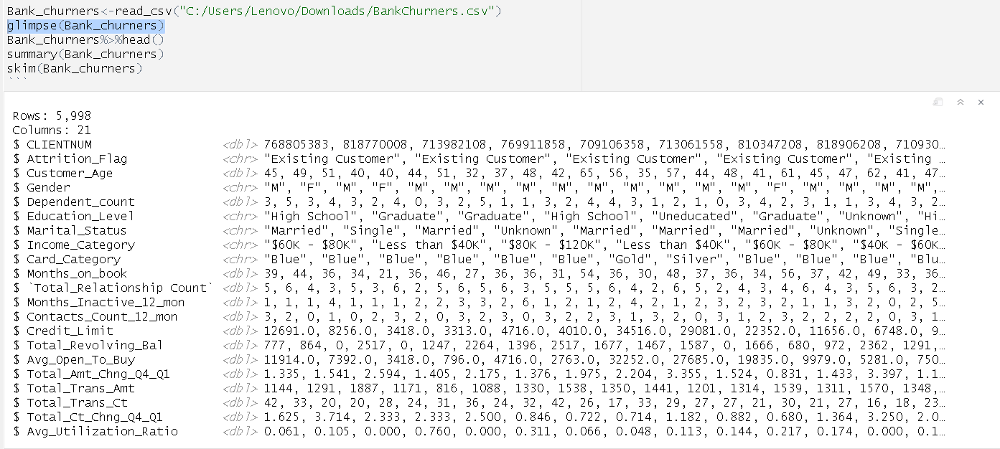 Bank_churners<-read_csv("C:/Users/Lenovo/Downloads/BankChurners.csv")
glimpse(Bank_churners)
Bank_churners%>%head()
summary(Bank_churners)
skim(Bank_churners)
```
Rows: 5,998
Columns: 21
$ CLIENTNUM <dbl> 768805383, 818770008, 713982108, 769911858, 709106358, 713061558, 810347208, 818906208, 710930…
$ Attrition_Flag <chr> "Existing Customer", "Existing Customer", "Existing Customer", "Existing Customer", "Existing …
$ Customer_Age <dbl> 45, 49, 51, 40, 40, 44, 51, 32, 37, 48, 42, 65, 56, 35, 57, 44, 48, 41, 61, 45, 47, 62, 41, 47…
$ Gender <chr> "M", "F", "M", "F", "M", "M", "M", "M", "M", "M", "M", "M", "M", "M", "M", "M", "M", "F", "M", "M", "M", "M", "M",…
$ Dependent_count <dbl> 3, 5, 3, 4, 3, 2, 4, 0, 3, 2, 5, 1, 1, 3, 2, 4, 4, 3, 1, 2, 1, 0, 3, 4, 2, 3, 1, 1, 3, 4, 3, 2…
$ Education_Level <chr> "High School", "Graduate", "Graduate", "High School", "Uneducated", "Graduate", "Unknown", "Hi…
$ Marital_Status <chr> "Married", "Single", "Married", "Unknown", "Married", "Married", "Married", "Unknown", "Single…
$ Income_Category <chr> "$60K - $80K", "Less than $40K", "$80K - $120K", "Less than $40K", "$60K - $80K", "$40K - $60K…
$ Card_Category <chr> "Blue", "Blue", "Blue", "Blue", "Blue", "Blue", "Gold", "Silver", "Blue", "Blue", "Blue", "Blu…
$ Months_on_book <dbl> 39, 44, 36, 34, 21, 36, 46, 27, 36, 36, 31, 54, 36, 30, 48, 37, 36, 34, 56, 37, 42, 49, 33, 36…
$ `Total_Relationship Count` <dbl> 5, 6, 4, 3, 5, 3, 6, 2, 5, 6, 5, 6, 3, 5, 5, 5, 6, 4, 2, 6, 5, 2, 4, 3, 4, 6, 4, 3, 5, 6, 3, 2…
$ Months_Inactive_12_mon <dbl> 1, 1, 1, 4, 1, 1, 1, 2, 2, 3, 3, 2, 6, 1, 2, 1, 2, 4, 2, 1, 2, 3, 2, 3, 2, 1, 1, 3, 2, 0, 2, 5…
$ Contacts_Count_12_mon <dbl> 3, 2, 0, 1, 0, 2, 3, 2, 0, 3, 2, 3, 0, 3, 2, 2, 3, 1, 3, 2, 0, 3, 1, 2, 3, 2, 2, 2, 2, 0, 3, 1…
$ Credit_Limit <dbl> 12691.0, 8256.0, 3418.0, 3313.0, 4716.0, 4010.0, 34516.0, 29081.0, 22352.0, 11656.0, 6748.0, 9…
$ Total_Revolving_Bal <dbl> 777, 864, 0, 2517, 0, 1247, 2264, 1396, 2517, 1677, 1467, 1587, 0, 1666, 680, 972, 2362, 1291,…
$ Avg_Open_To_Buy <dbl> 11914.0, 7392.0, 3418.0, 796.0, 4716.0, 2763.0, 32252.0, 27685.0, 19835.0, 9979.0, 5281.0, 750…
$ Total_Amt_Chng_Q4_Q1 <dbl> 1.335, 1.541, 2.594, 1.405, 2.175, 1.376, 1.975, 2.204, 3.355, 1.524, 0.831, 1.433, 3.397, 1.1…
$ Total_Trans_Amt <dbl> 1144, 1291, 1887, 1171, 816, 1088, 1330, 1538, 1350, 1441, 1201, 1314, 1539, 1311, 1570, 1348,…
$ Total_Trans_Ct <dbl> 42, 33, 20, 20, 28, 24, 31, 36, 24, 32, 42, 26, 17, 33, 29, 27, 27, 21, 30, 21, 27, 16, 18, 23…
$ Total_Ct_Chng_Q4_Q1 <dbl> 1.625, 3.714, 2.333, 2.333, 2.500, 0.846, 0.722, 0.714, 1.182, 0.882, 0.680, 1.364, 3.250, 2.0…
$ Avg_Utilization_Ratio <dbl> 0.061, 0.105, 0.000, 0.760, 0.000, 0.311, 0.066, 0.048, 0.113, 0.144, 0.217, 0.174, 0.000, 0.1…